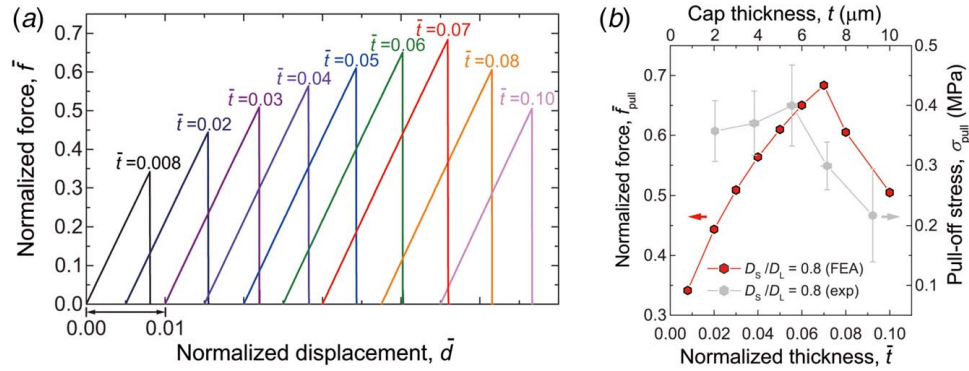 (a)
Normalized force, f̄
0.7
0.6
0.5
0.4
0.3
0.2
0.1
0.0
t̄=0.008
t̄=0.02
t̄=0.03
t̄=0.04
t̄=0.05
t̄=0.06
t̄=0.07
t̄=0.08
t̄=0.10
0.00
0.01
Normalized displacement, d̄
(b)
Cap thickness, t (μm)
0 2 4 6 8 10
Normalized force, f̄pull
0.7
0.6
0.5
0.4
0.3
0.5
0.4
0.3
0.2
0.1
Pull-off stress, σpull (MPa)
DS/DL = 0.8 (FEA)
DS/DL = 0.8 (exp)
0.00 0.02 0.04 0.06 0.08 0.10
Normalized thickness, t̄